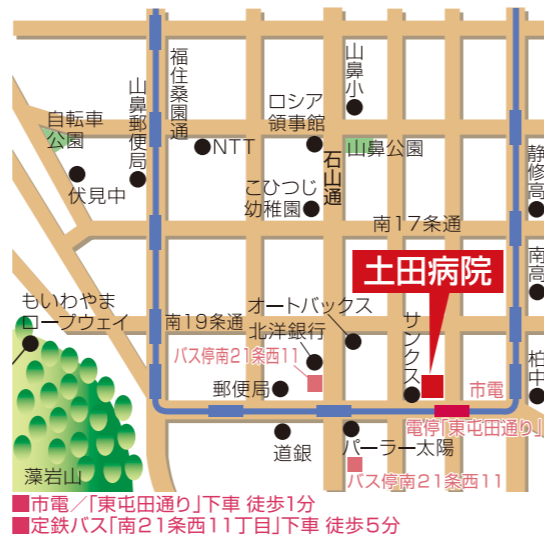 福住桑園通
山鼻小
山鼻郵便局
ロシア
領事館
自転車
公園
NTT
山鼻公園
石山通
静修高
伏見中
こひつじ
幼稚園
南17条通
土田病院
南高
もいわやま
ロープウェイ
オートバックス
南19条通
北洋銀行
サンクス
バス停南21条西11
柏中
郵便局
市電
電停「東屯田通り」
道銀
パーラー太陽
藻岩山
バス停南21条西11
■市電／「東屯田通り」下車 徒歩1分
■定鉄バス「南21条西11丁目」下車 徒歩5分